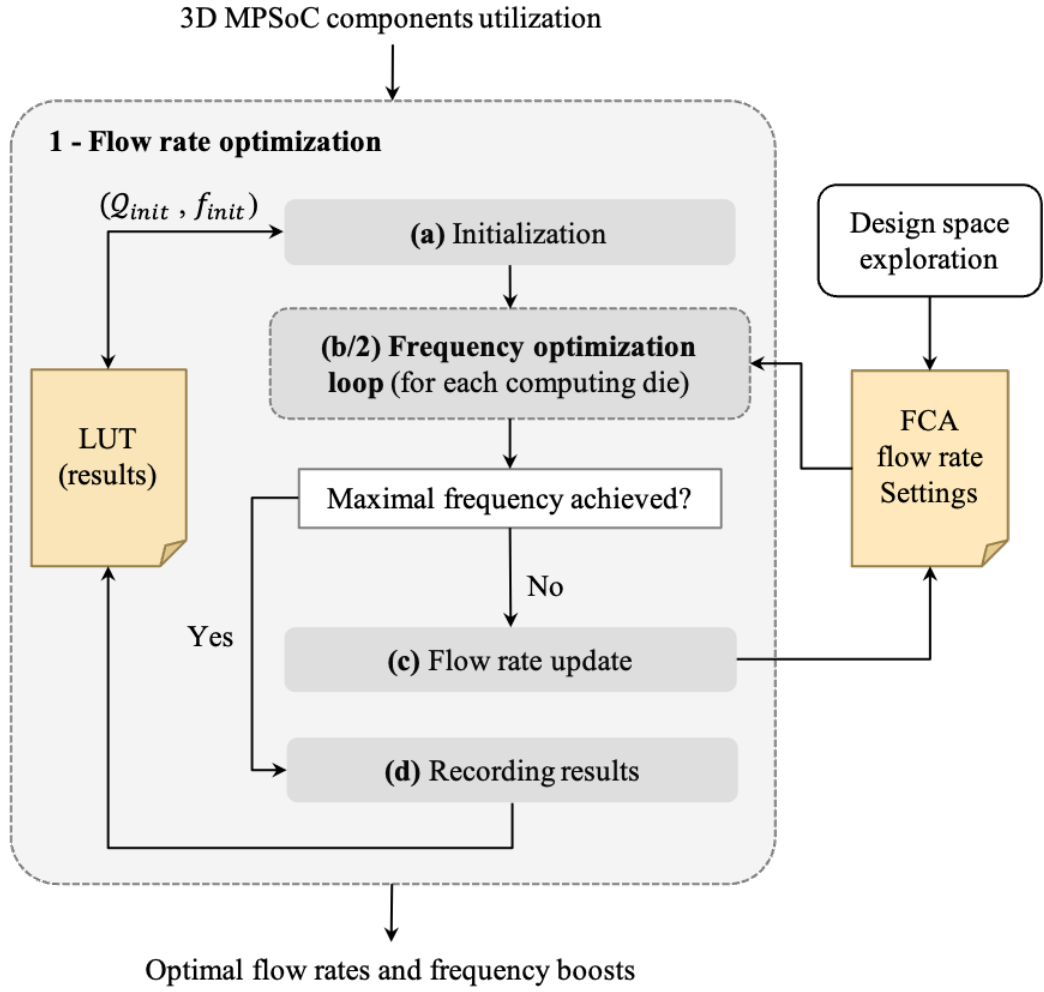 3D MPSoC components utilization
1 - Flow rate optimization
(𝒬init , finit)
(a) Initialization
Design space
exploration
(b/2) Frequency optimization
loop (for each computing die)
LUT
(results)
FCA
flow rate
Settings
Maximal frequency achieved?
No
Yes
(c) Flow rate update
(d) Recording results
Optimal flow rates and frequency boosts